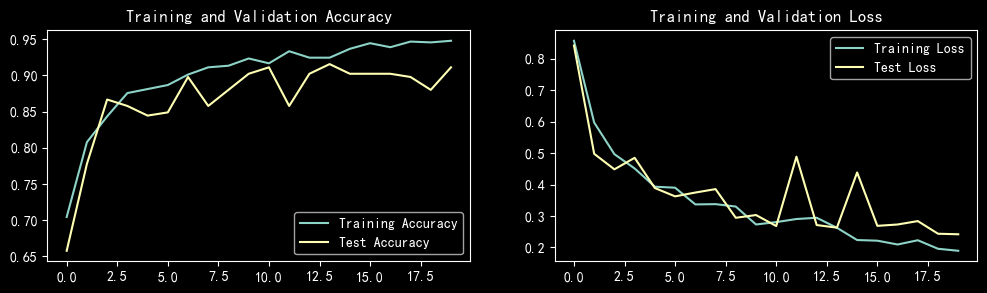 Training and Validation Accuracy
0.95
0.90
0.85
0.80
0.75
0.70
0.65
0.0 2.5 5.0 7.5 10.0 12.5 15.0 17.5
Training Accuracy
Test Accuracy
Training and Validation Loss
0.8
0.7
0.6
0.5
0.4
0.3
0.2
0.0 2.5 5.0 7.5 10.0 12.5 15.0 17.5
Training Loss
Test Loss